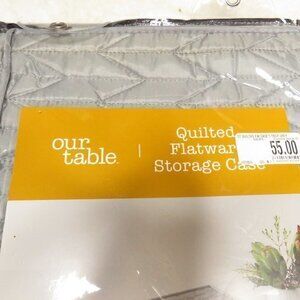 our
table
Quilted
Flatware
Storage Case
55.00